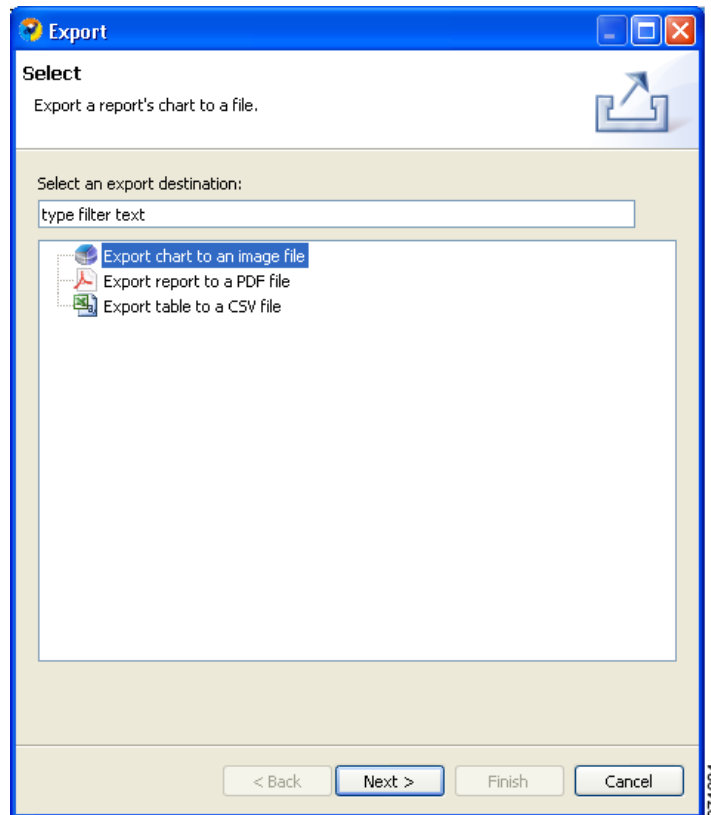 Export
Select
Export a report's chart to a file.
Select an export destination:
type filter text
Export chart to an image file
Export report to a PDF file
Export table to a CSV file
< Back Next > Finish Cancel